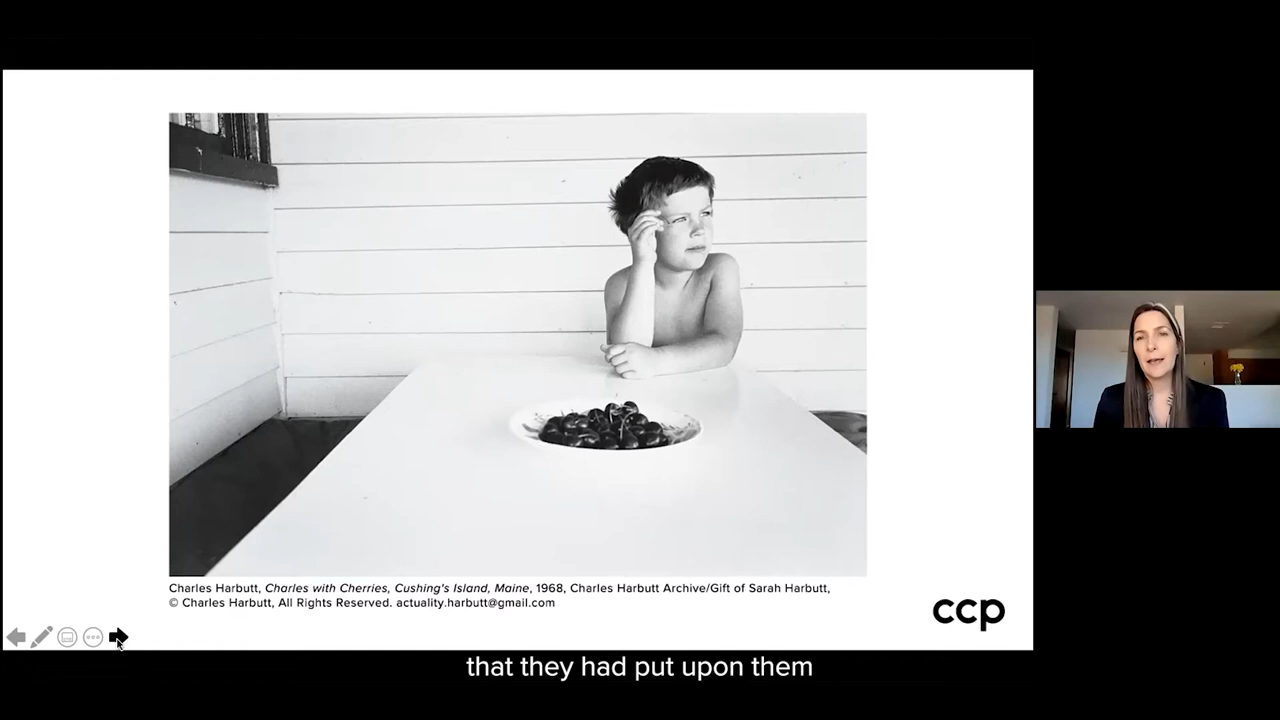 Charles Harbutt, Charles with Cherries, Cushing's Island, Maine, 1968, Charles Harbutt Archive/Gift of Sarah Harbutt,
© Charles Harbutt, All Rights Reserved. actuality.harbutt@gmail.com
ccp
that they had put upon them